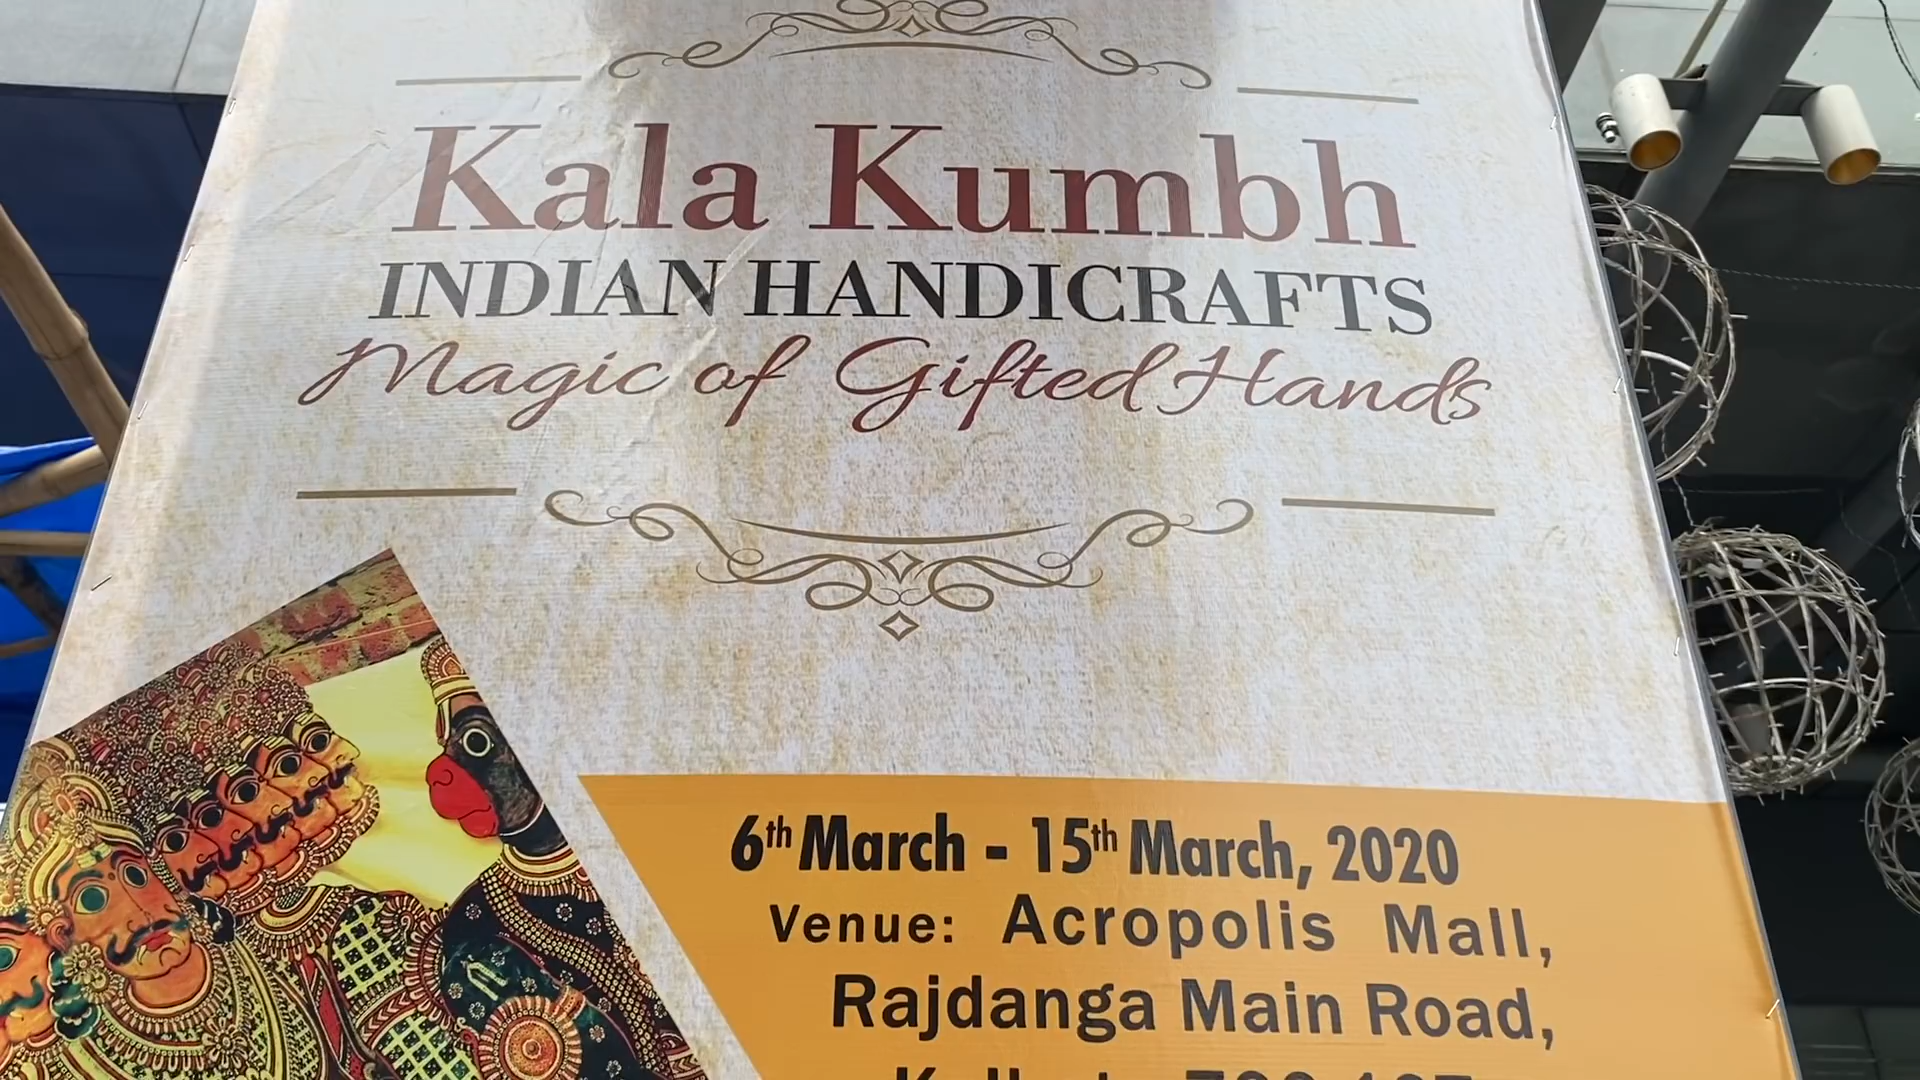 Kala Kumbh
INDIAN HANDICRAFTS
Magic of Gifted Hands
6th March - 15th March, 2020
Venue: Acropolis Mall,
Rajdanga Main Road,